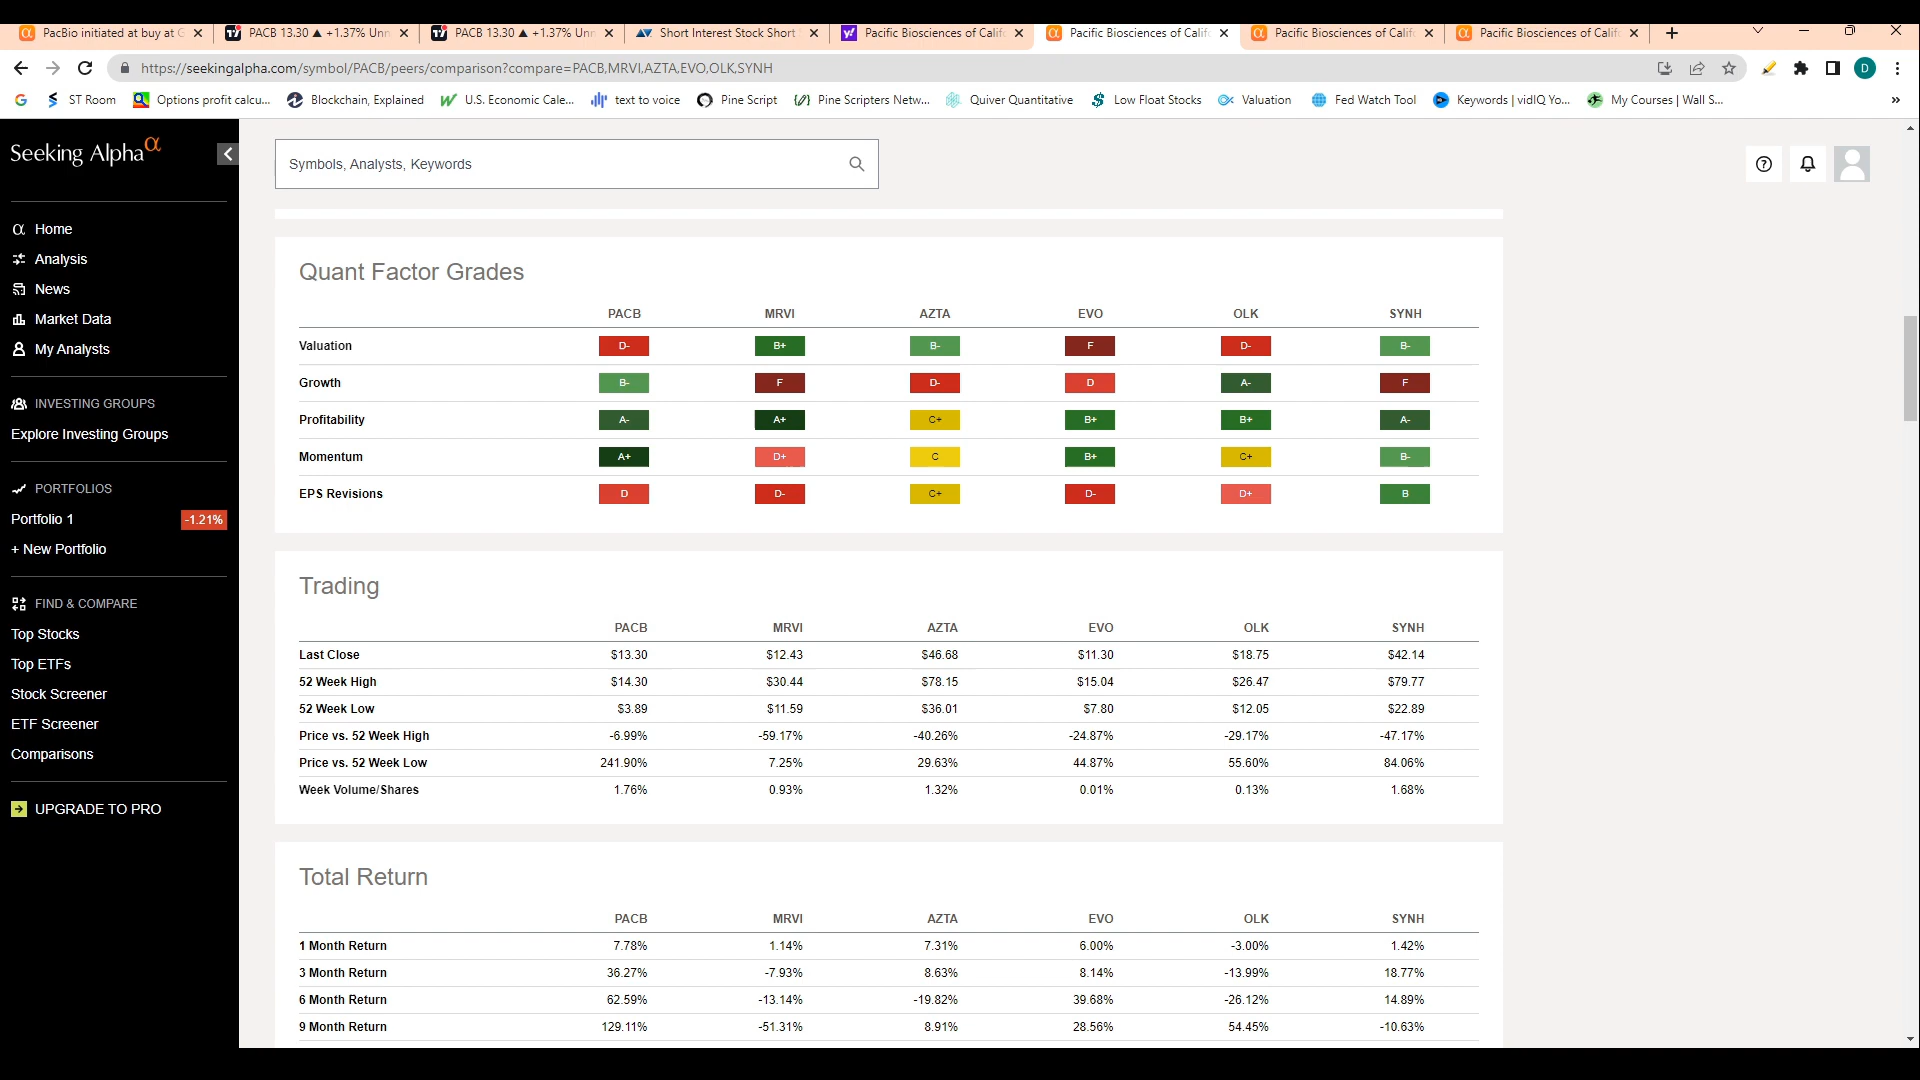 PacBio initiated at buy at G
PACB 13.30 ▲ +1.37% Unn
PACB 13.30 ▲ +1.37% Unn
Short Interest Stock Short
Pacific Biosciences of Califo
Pacific Biosciences of Califo
Pacific Biosciences of Califo
Pacific Biosciences of Califo
https://seekingalpha.com/symbol/PACB/peers/comparison?compare=PACB,MRVI,AZTA,EVO,OLK,SYNH
D
ST Room Options profit calcu... Blockchain, Explained U.S. Economic Cale... text to voice Pine Script Pine Scripters Netw... Quiver Quantitative Low Float Stocks Valuation Fed Watch Tool Keywords | vidIQ Yo... My Courses | Wall S... »
Seeking Alpha α
Symbols, Analysts, Keywords
Home
Analysis
News
Market Data
My Analysts
INVESTING GROUPS
Explore Investing Groups
PORTFOLIOS
Portfolio 1 -1.21%
+ New Portfolio
FIND & COMPARE
Top Stocks
Top ETFs
Stock Screener
ETF Screener
Comparisons
UPGRADE TO PRO
Quant Factor Grades
PACB MRVI AZTA EVO OLK SYNH
Valuation D- B+ B- F D- B-
Growth B- F D- D A- F
Profitability A- A+ C+ B+ B+ A-
Momentum A+ D+ C B+ C+ B-
EPS Revisions D D- C+ D- D+ B
Trading
PACB MRVI AZTA EVO OLK SYNH
Last Close $13.30 $12.43 $46.68 $11.30 $18.75 $42.14
52 Week High $14.30 $30.44 $78.15 $15.04 $26.47 $79.77
52 Week Low $3.89 $11.59 $36.01 $7.80 $12.05 $22.89
Price vs. 52 Week High -6.99% -59.17% -40.26% -24.87% -29.17% -47.17%
Price vs. 52 Week Low 241.90% 7.25% 29.63% 44.87% 55.60% 84.06%
Week Volume/Shares 1.76% 0.93% 1.32% 0.01% 0.13% 1.68%
Total Return
PACB MRVI AZTA EVO OLK SYNH
1 Month Return 7.78% 1.14% 7.31% 6.00% -3.00% 1.42%
3 Month Return 36.27% -7.93% 8.63% 8.14% -13.99% 18.77%
6 Month Return 62.59% -13.14% -19.82% 39.68% -26.12% 14.89%
9 Month Return 129.11% -51.31% 8.91% 28.56% 54.45% -10.63%